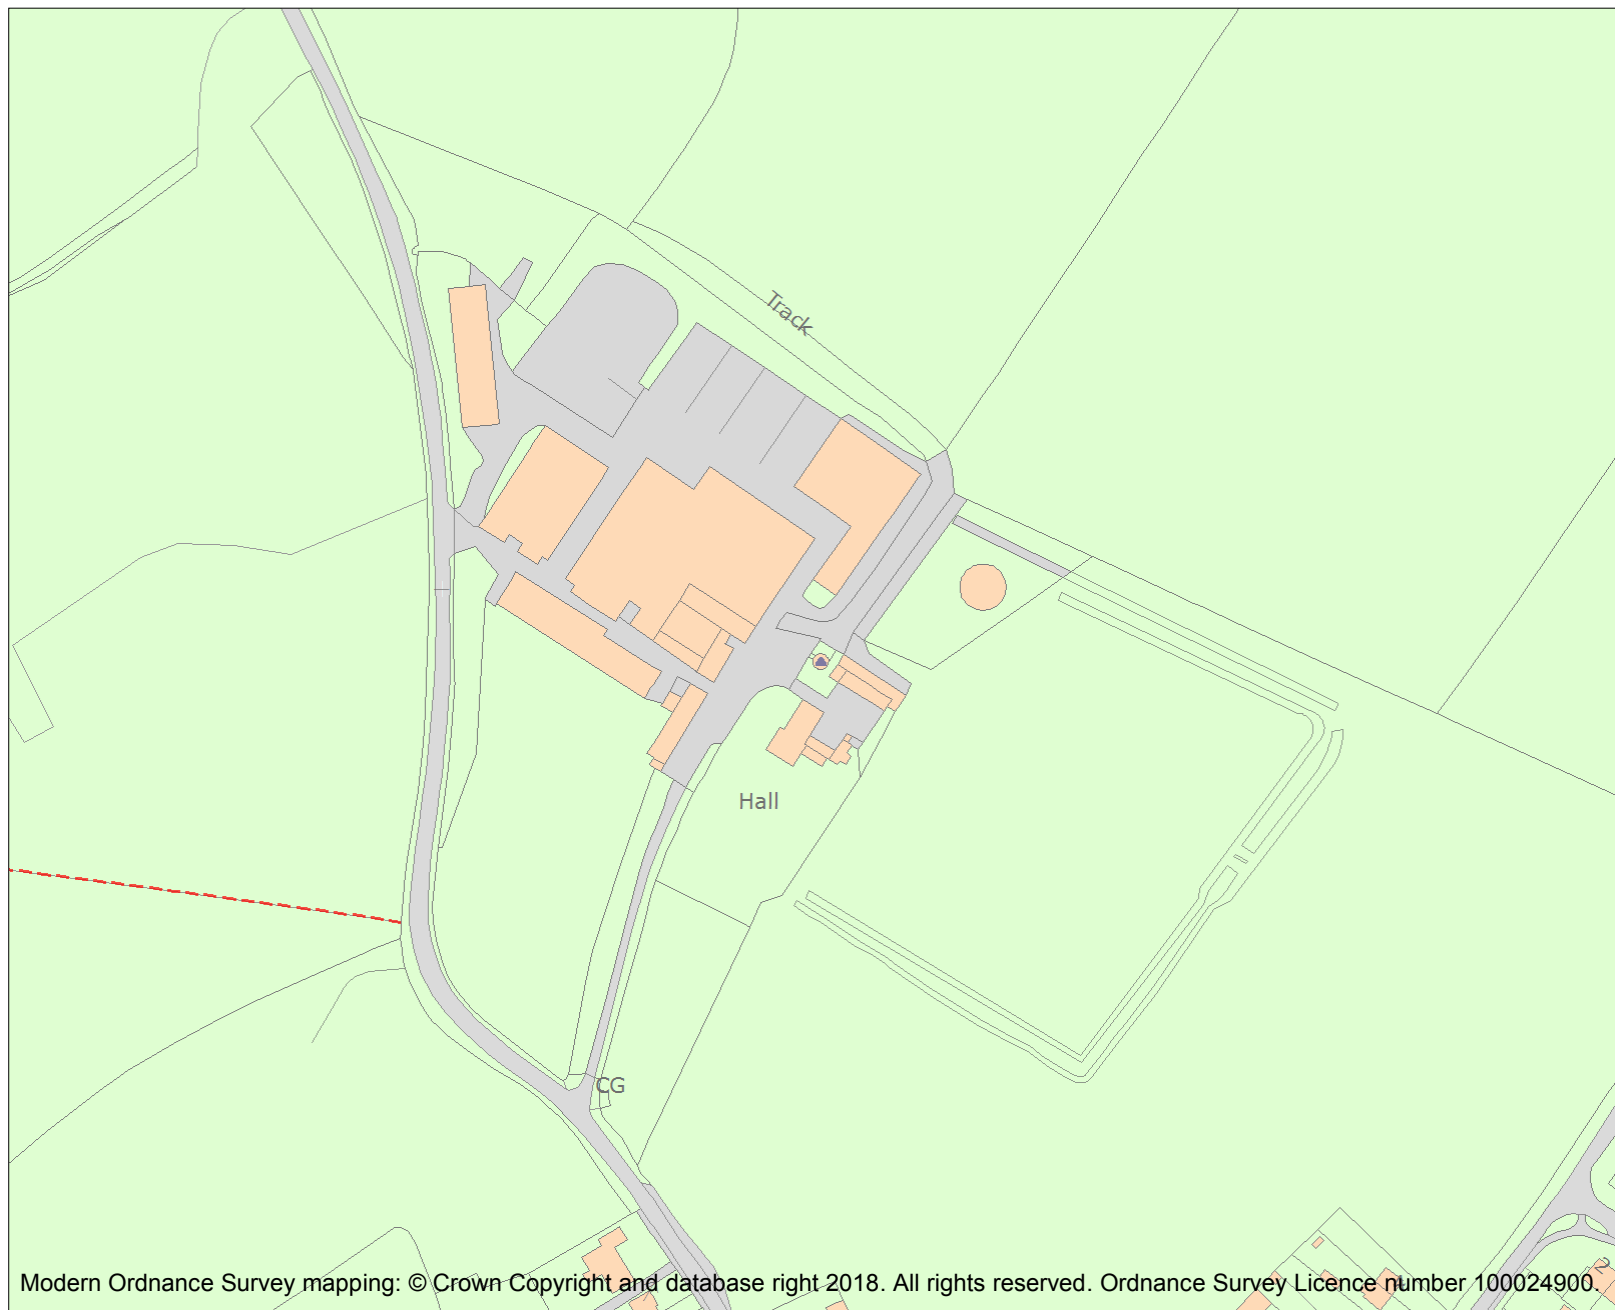 Track
Hall
CG
2
Modern Ordnance Survey mapping: © Crown Copyright and database right 2018. All rights reserved. Ordnance Survey Licence number 100024900.